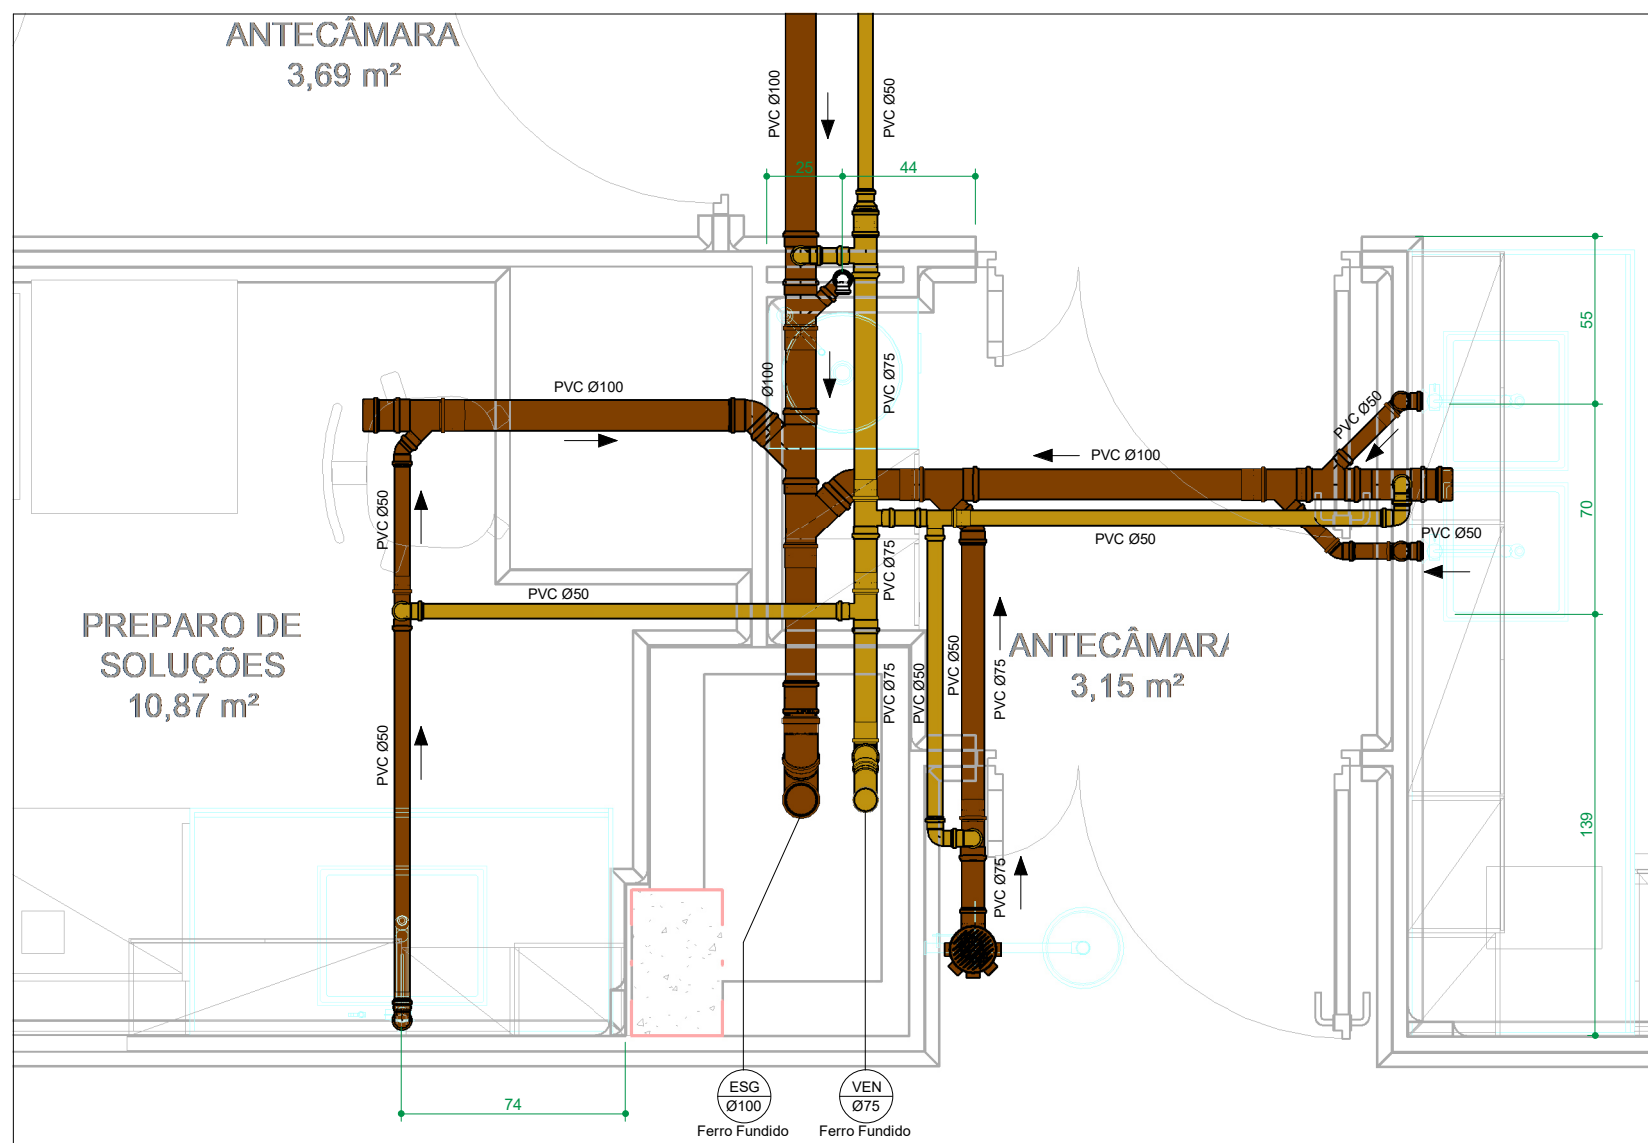 ANTECÂMARA
3,69 m²
PVC Ø100
PVC Ø50
25
44
55
PVC Ø100
Ø100
PVC Ø75
PVC Ø50
PVC Ø100
PVC Ø50
PVC Ø50
PVC Ø50
70
PVC Ø75
PVC Ø50
PREPARO DE
SOLUÇÕES
10,87 m²
PVC Ø75
PVC Ø50
PVC Ø50
PVC Ø75
ANTECÂMARA
3,15 m²
PVC Ø50
139
PVC Ø75
74
ESG
Ø100
Ferro Fundido
VEN
Ø75
Ferro Fundido